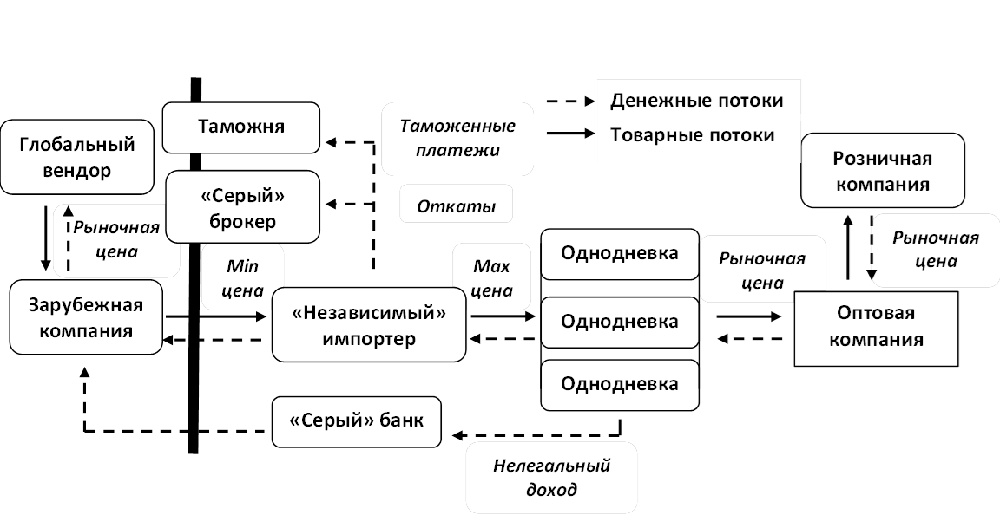 Денежные потоки
Товарные потоки
Таможня
Глобальный
вендор
«Серый»
брокер
Таможенные
платежи
Откаты
Розничная
компания
Рыночная
цена
Min
цена
Max
цена
Однодневка
Рыночная
цена
Рыночная
цена
Зарубежная
компания
«Независимый»
импортер
Однодневка
Оптовая
компания
Однодневка
«Серый» банк
Нелегальный
доход